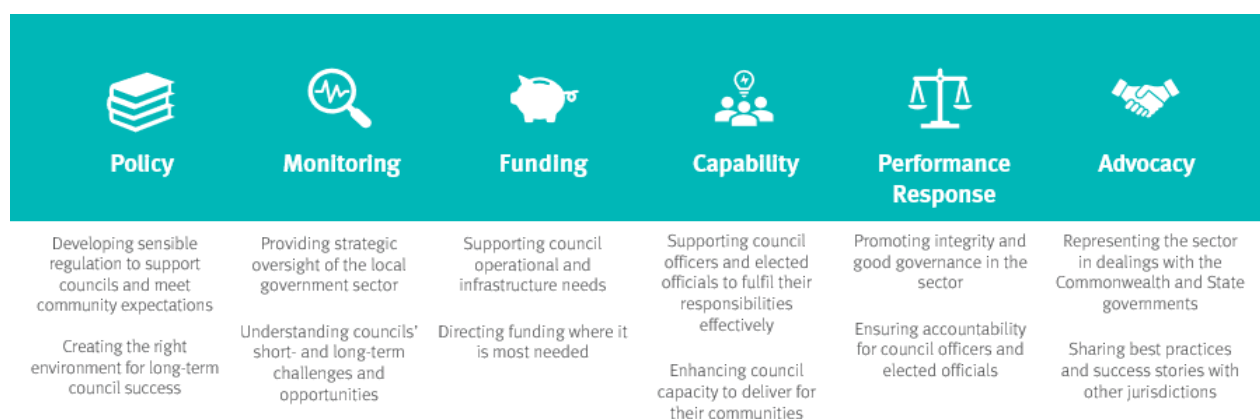 Policy
Developing sensible
regulation to support
councils and meet
community expectations
Creating the right
environment for long-term
council success
Monitoring
Providing strategic
oversight of the local
government sector
Understanding councils'
short- and long-term
challenges and
opportunities
Funding
Supporting council
operational and
infrastructure needs
Directing funding where it
is most needed
Capability
Supporting council
officers and elected
officials to fulfil their
responsibilities
effectively
Enhancing council
capacity to deliver for
their communities
Performance
Response
Promoting integrity and
good governance in the
sector
Ensuring accountability
for council officers and
elected officials
Advocacy
Representing the sector
in dealings with the
Commonwealth and State
governments
Sharing best practices
and success stories with
other jurisdictions